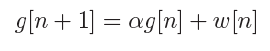 g[n + 1] = αg[n] + w[n]